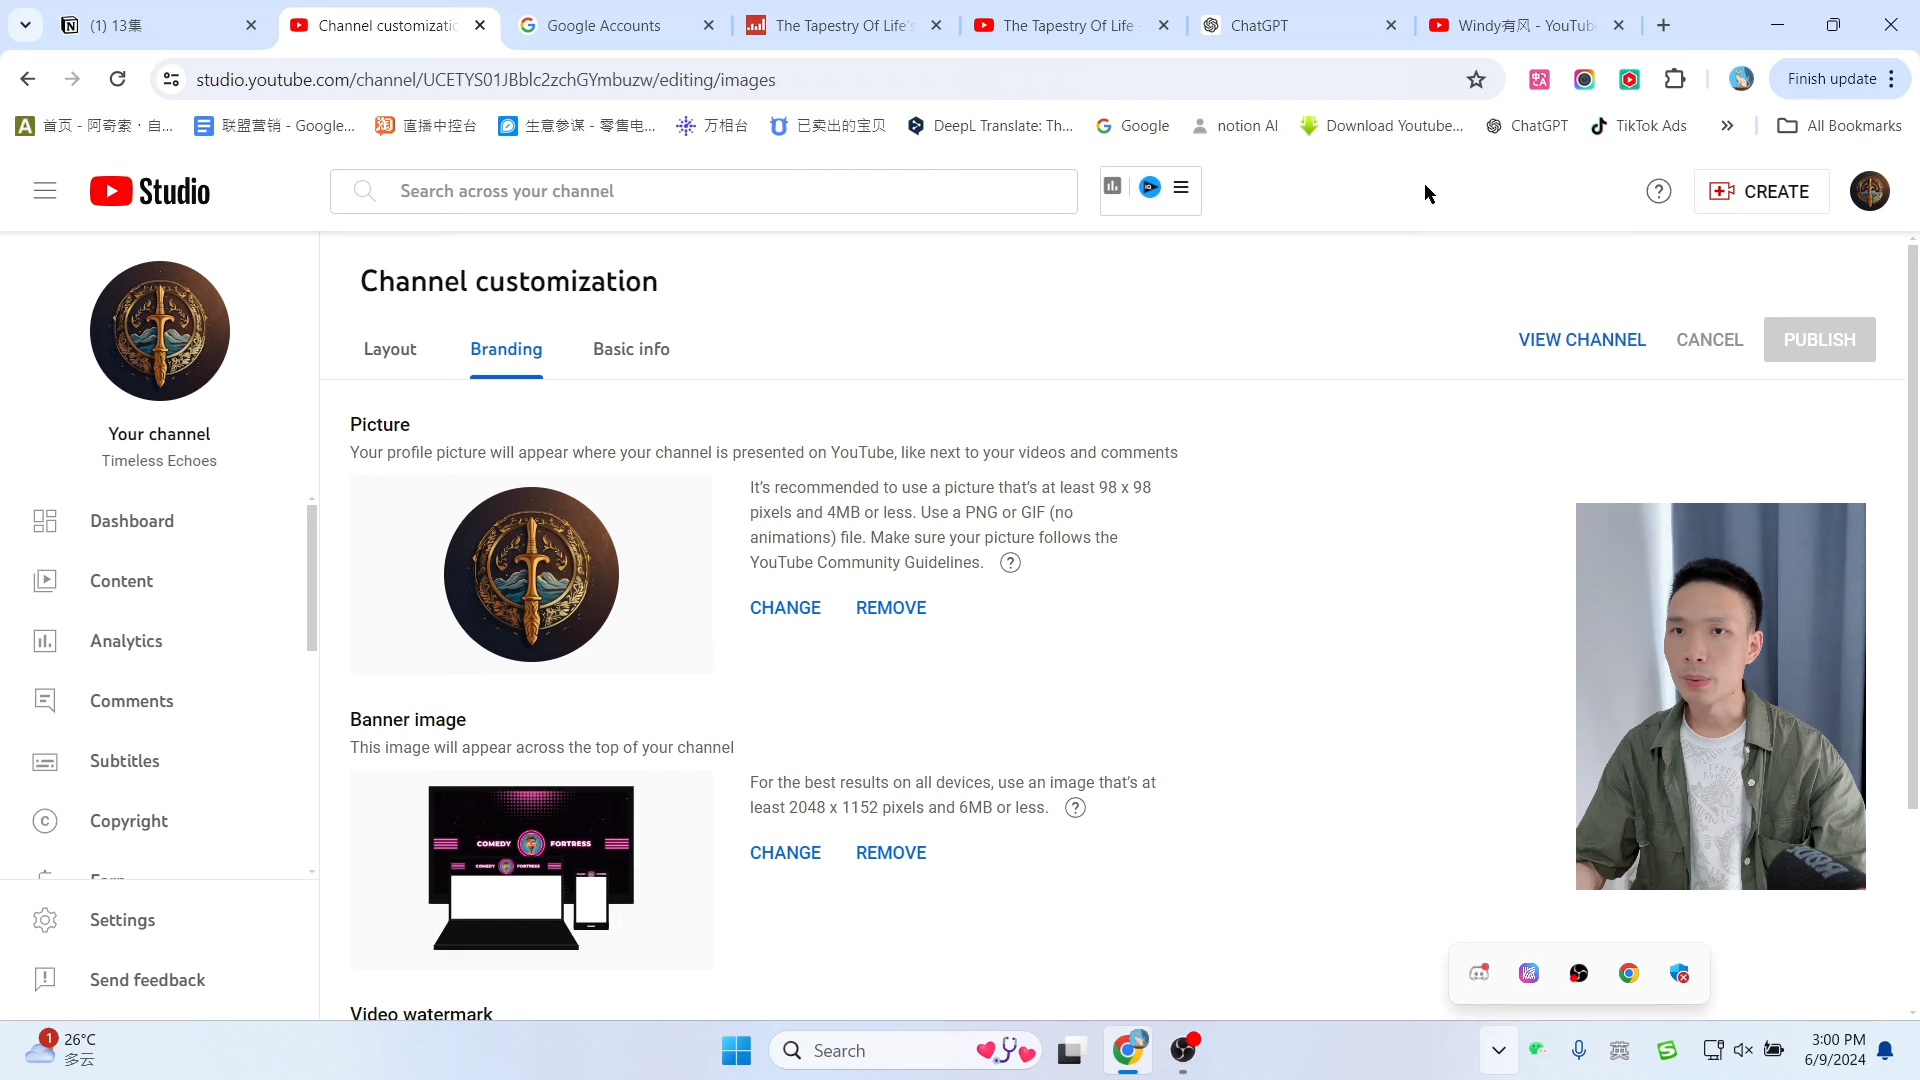 (1) 13集
Channel customizatic
Google Accounts
The Tapestry Of Life's
The Tapestry Of Life -
ChatGPT
Windy有风 - YouTub
studio.youtube.com/channel/UCETYS01JBblc2zchGYmbuzw/editing/images
Finish update
首页 - 阿奇索・自...
联盟营销 - Google...
直播中控台
生意参谋 - 零售电...
万相台
已卖出的宝贝
DeepL Translate: Th...
Google
notion AI
Download Youtube...
ChatGPT
TikTok Ads
All Bookmarks
Studio
Search across your channel
CREATE
Channel customization
Layout
Branding
Basic info
VIEW CHANNEL
CANCEL
PUBLISH
Your channel
Timeless Echoes
Dashboard
Content
Analytics
Comments
Subtitles
Copyright
Settings
Send feedback
Picture
Your profile picture will appear where your channel is presented on YouTube, like next to your videos and comments
It's recommended to use a picture that's at least 98 x 98
pixels and 4MB or less. Use a PNG or GIF (no
animations) file. Make sure your picture follows the
YouTube Community Guidelines.
CHANGE
REMOVE
Banner image
This image will appear across the top of your channel
COMEDY FORTRESS
COMEDY FORTRESS
For the best results on all devices, use an image that's at
least 2048 x 1152 pixels and 6MB or less.
CHANGE
REMOVE
Video watermark
1
26°C
多云
Search
英
3:00 PM
6/9/2024